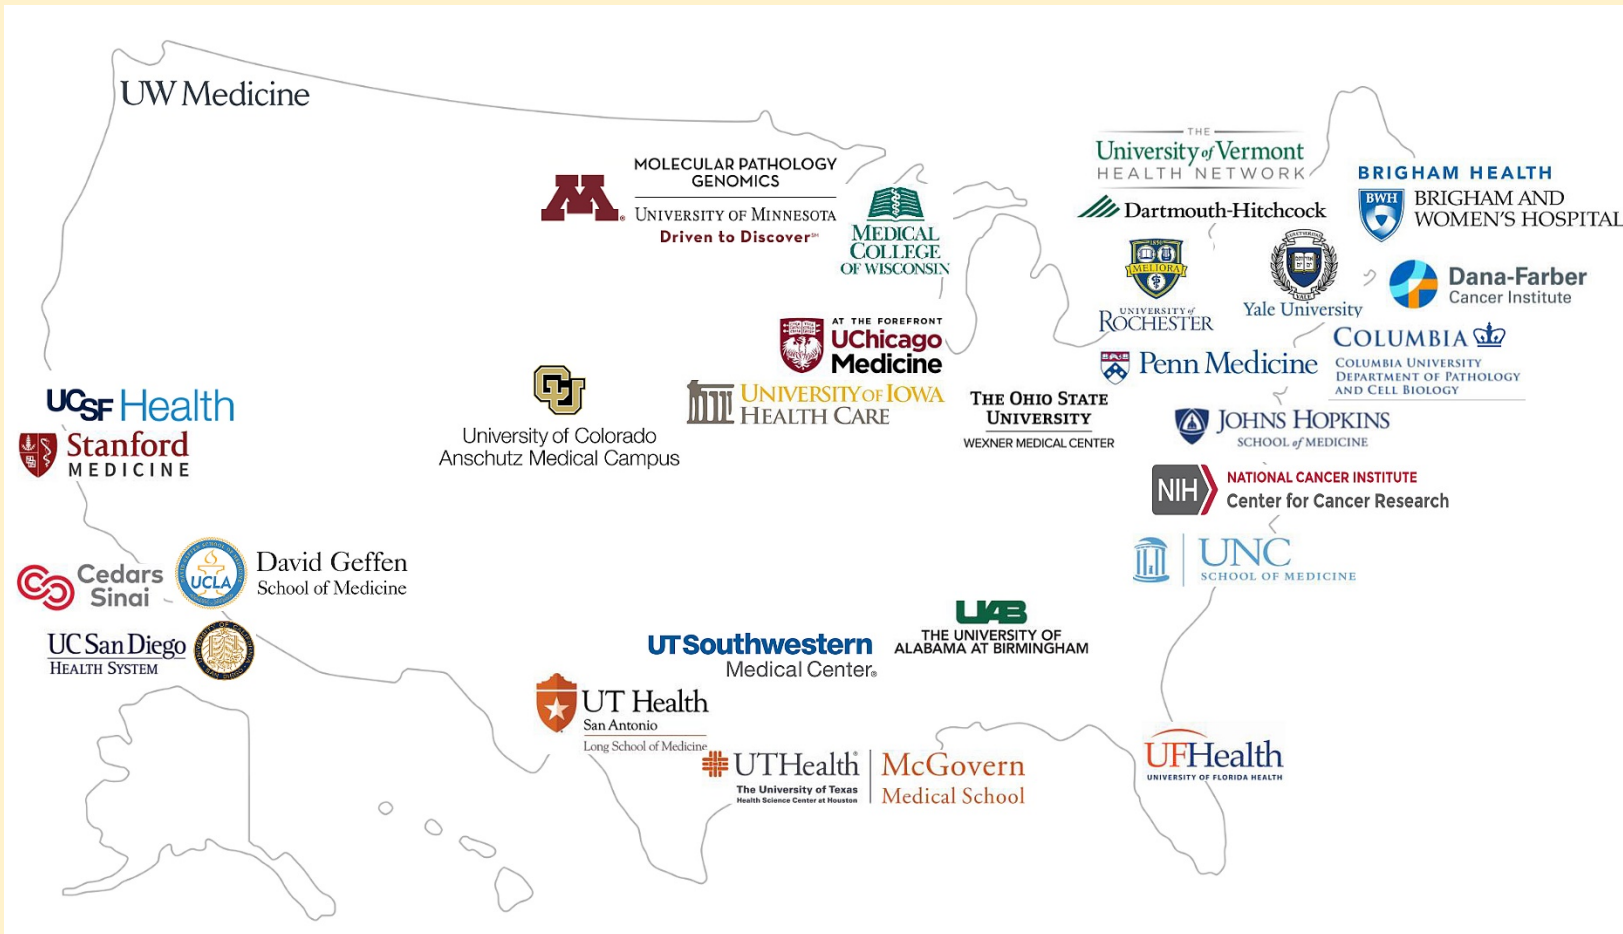 UW Medicine
MOLECULAR PATHOLOGY
GENOMICS
UNIVERSITY OF MINNESOTA
Driven to Discover℠
MEDICAL
COLLEGE
OF WISCONSIN
THE
University of Vermont
HEALTH NETWORK
Dartmouth-Hitchcock
BRIGHAM HEALTH
BWH
BRIGHAM AND
WOMEN'S HOSPITAL
MELIORA
UNIVERSITY of
ROCHESTER
YALE
Yale University
Dana-Farber
Cancer Institute
AT THE FOREFRONT
UChicago
Medicine
Penn Medicine
COLUMBIA
COLUMBIA UNIVERSITY
DEPARTMENT OF PATHOLOGY
AND CELL BIOLOGY
UCSF Health
Stanford
MEDICINE
CU
University of Colorado
Anschutz Medical Campus
UNIVERSITY OF IOWA
HEALTH CARE
THE OHIO STATE
UNIVERSITY
WEXNER MEDICAL CENTER
JOHNS HOPKINS
SCHOOL of MEDICINE
NIH
NATIONAL CANCER INSTITUTE
Center for Cancer Research
UNC
SCHOOL OF MEDICINE
Cedars
Sinai
UCLA
David Geffen
School of Medicine
UC San Diego
HEALTH SYSTEM
UAB
THE UNIVERSITY OF
ALABAMA AT BIRMINGHAM
UTSouthwestern
Medical Center®
UT Health
San Antonio
Long School of Medicine
UTHealth®
The University of Texas
Health Science Center at Houston
McGovern
Medical School
UFHealth
UNIVERSITY OF FLORIDA HEALTH